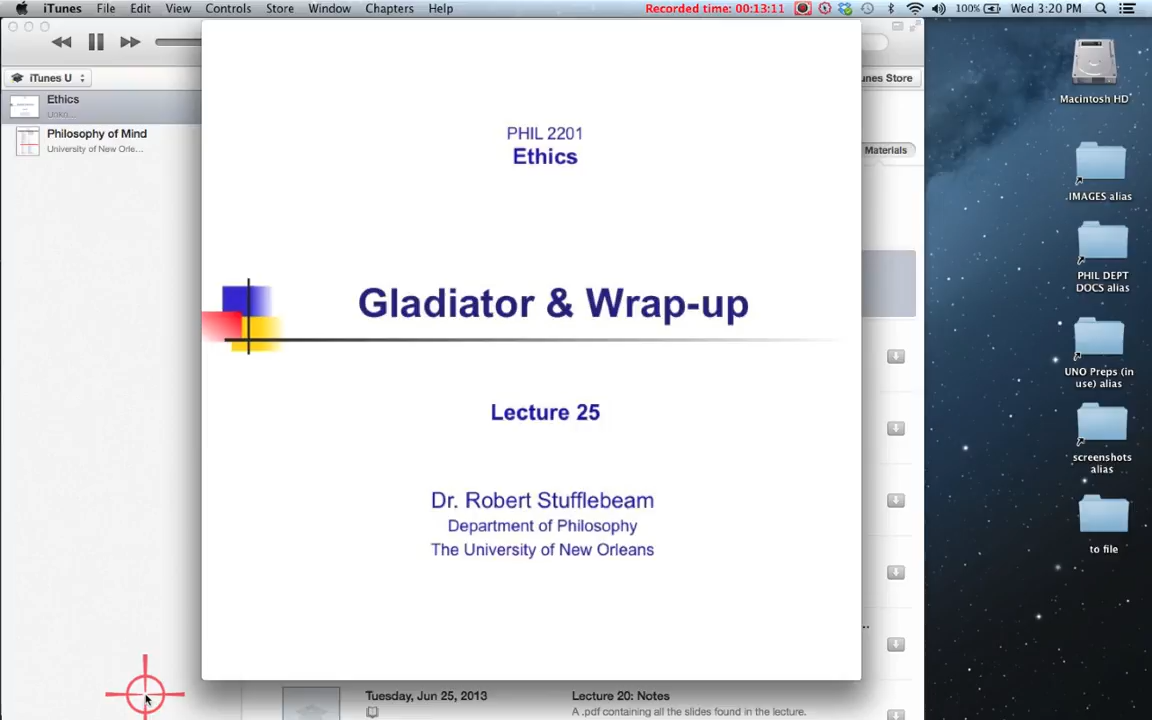 iTunes File Edit View Controls Store Window Chapters Help Recorded time: 00:13:11 100% Wed 3:20 PM
iTunes U
unes Store
Ethics
Unkno...
Philosophy of Mind
University of New Orle...
Materials
PHIL 2201
Ethics
Gladiator & Wrap-up
Lecture 25
Dr. Robert Stufflebeam
Department of Philosophy
The University of New Orleans
Tuesday, Jun 25, 2013
Lecture 20: Notes
A .pdf containing all the slides found in the lecture.
Macintosh HD
IMAGES alias
PHIL DEPT
DOCS alias
UNO Preps (in
use) alias
screenshots
alias
to file